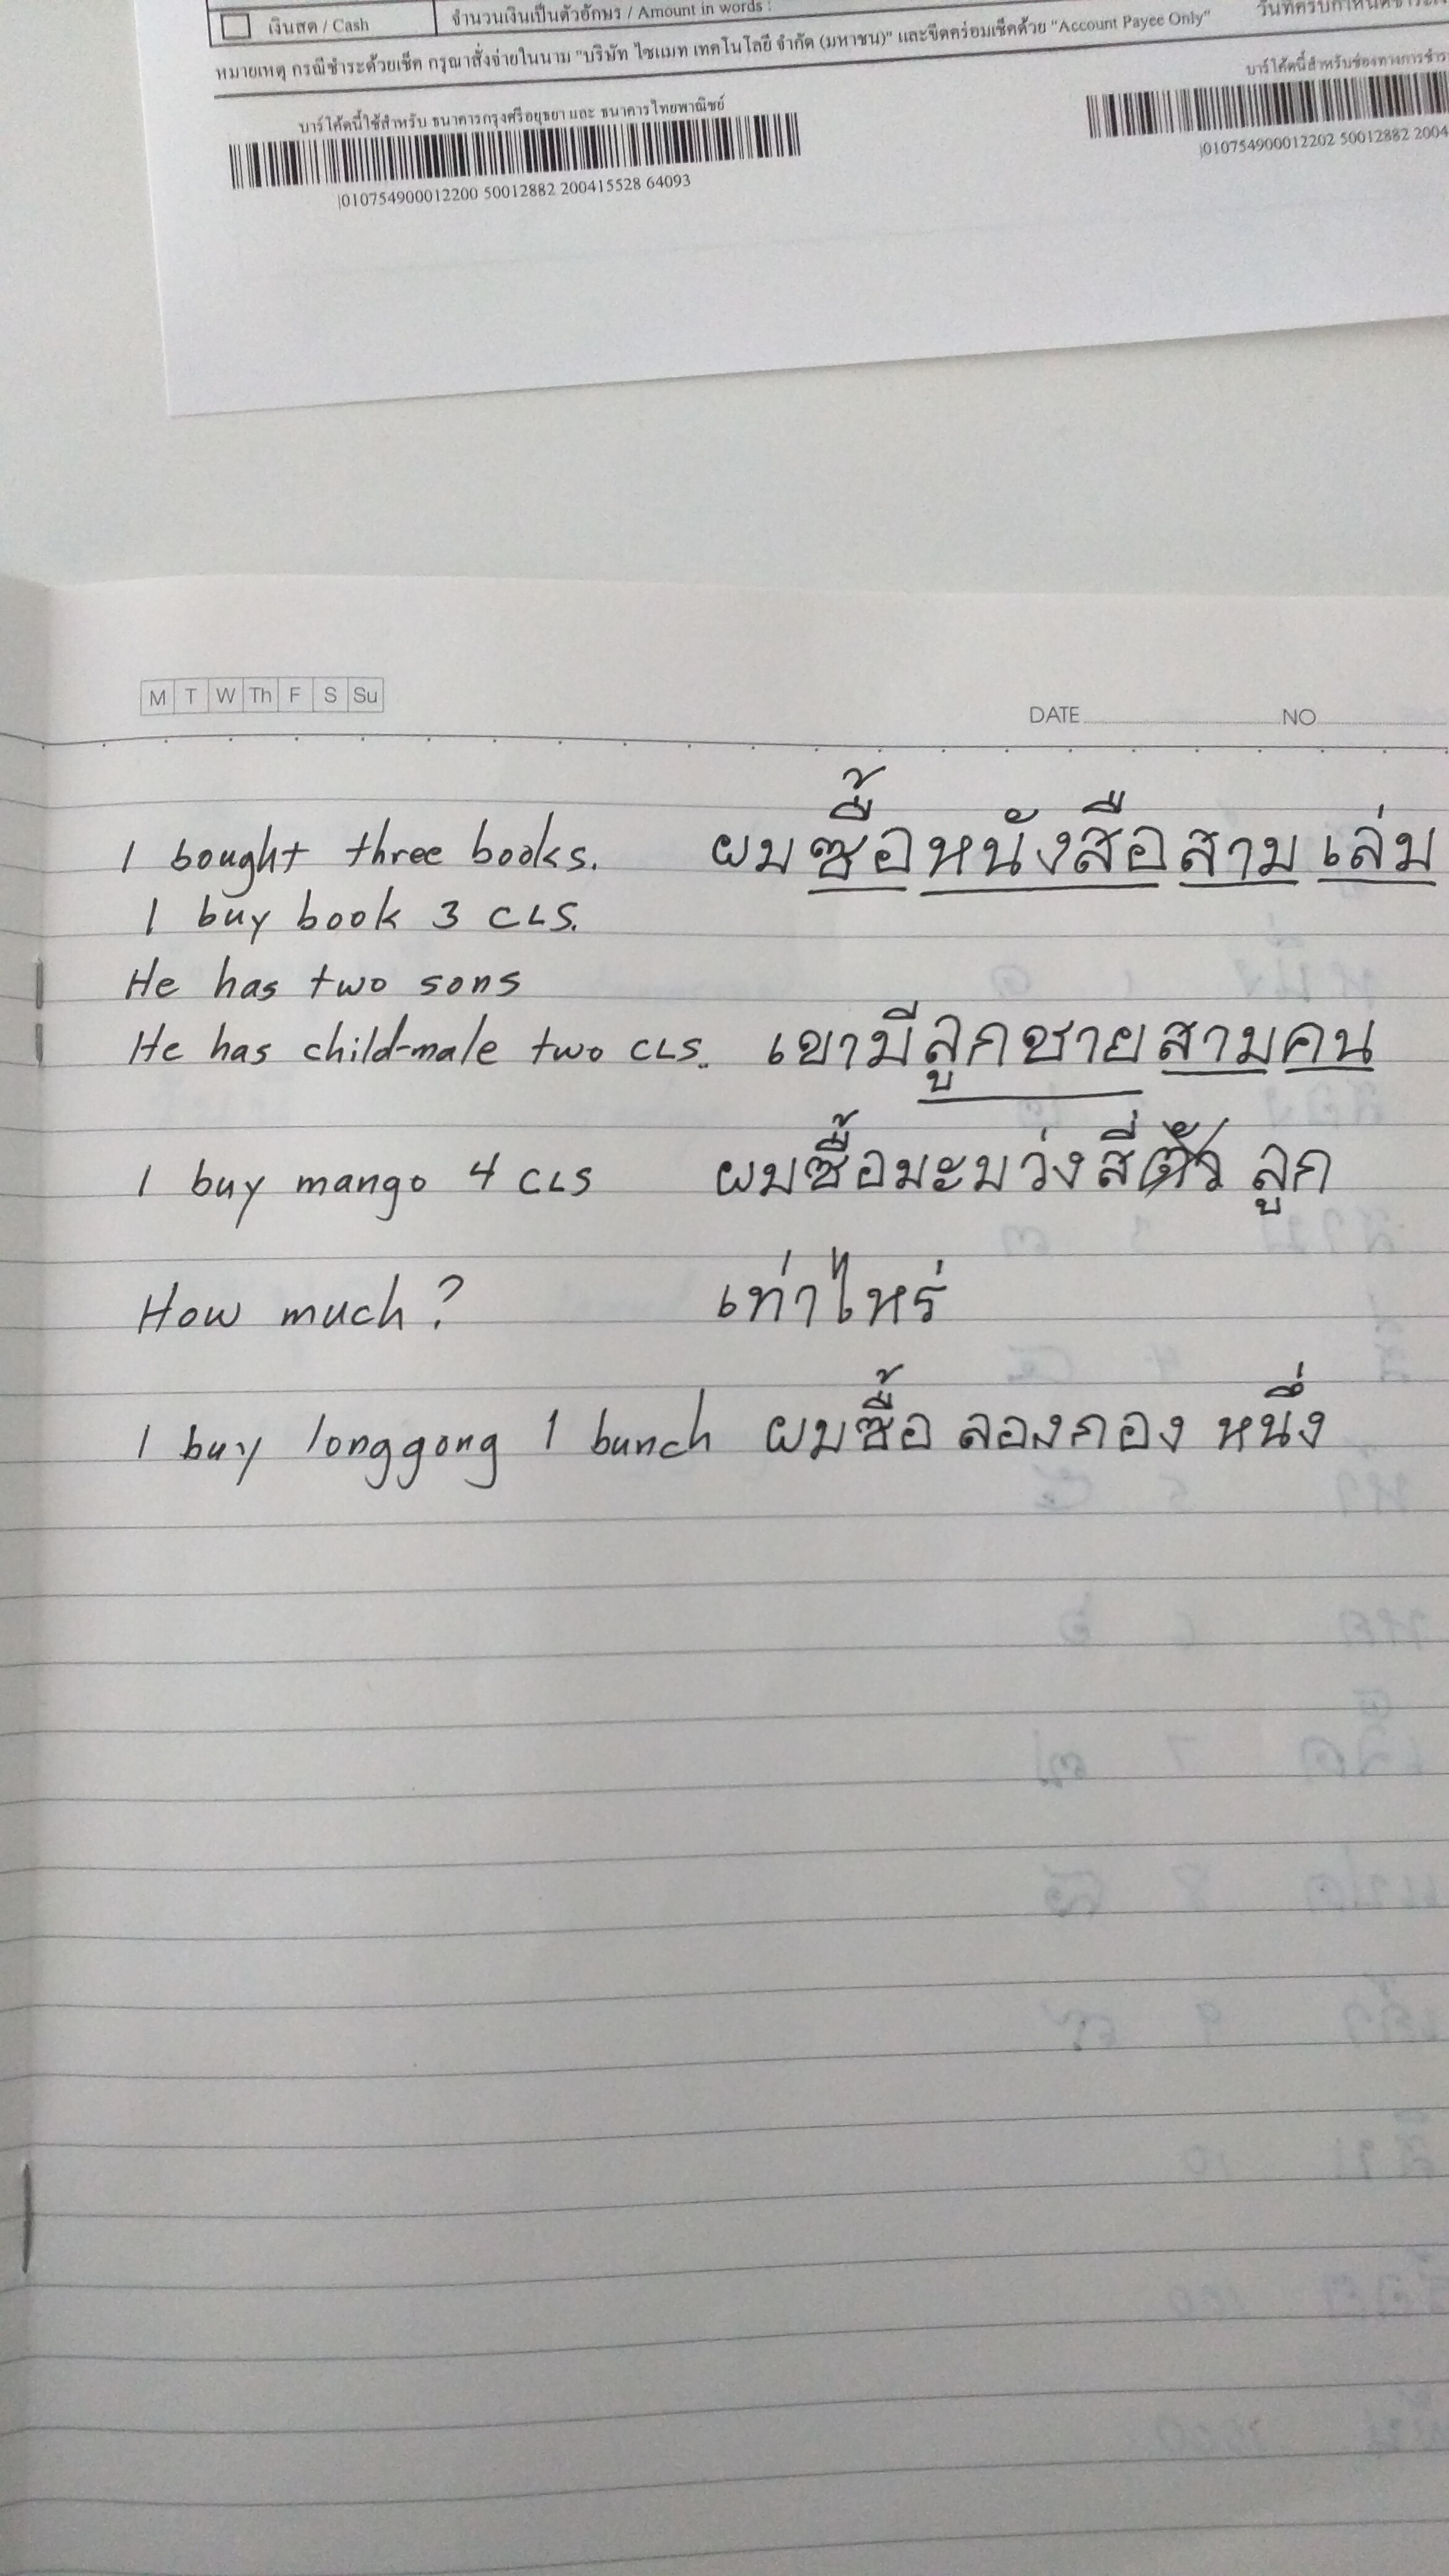 เงินสด / Cash
จำนวนเงินเป็นตัวอักษร / Amount in words :
หมายเหตุ กรณีชำระด้วยเช็ค กรุณาสั่งจ่ายในนาม "บริษัท ไซแมท เทคโนโลยี จำกัด (มหาชน)" และขีดคร่อมเช็คด้วย "Account Payee Only"
บาร์โค้ดนี้ใช้สำหรับ ธนาคารกรุงศรีอยุธยา และ ธนาคารไทยพาณิชย์
|010754900012200 50012882 200415528 64093
บาร์โค้ดนี้สำหรับช่องทางการชำร
|010754900012202 50012882 2004
M T W Th F S Su
DATE NO
I bought three books. ผมซื้อหนังสือสามเล่ม
I buy book 3 CLS.
He has two sons
He has child-male two CLS. เขามีลูกชายสามคน
I buy mango 4 CLS ผมซื้อมะมว่งสี่ตัว ลูก
How much? เท่าไหร่
I buy longgong 1 bunch ผมซื้อ ลองกอง หนึ่ง